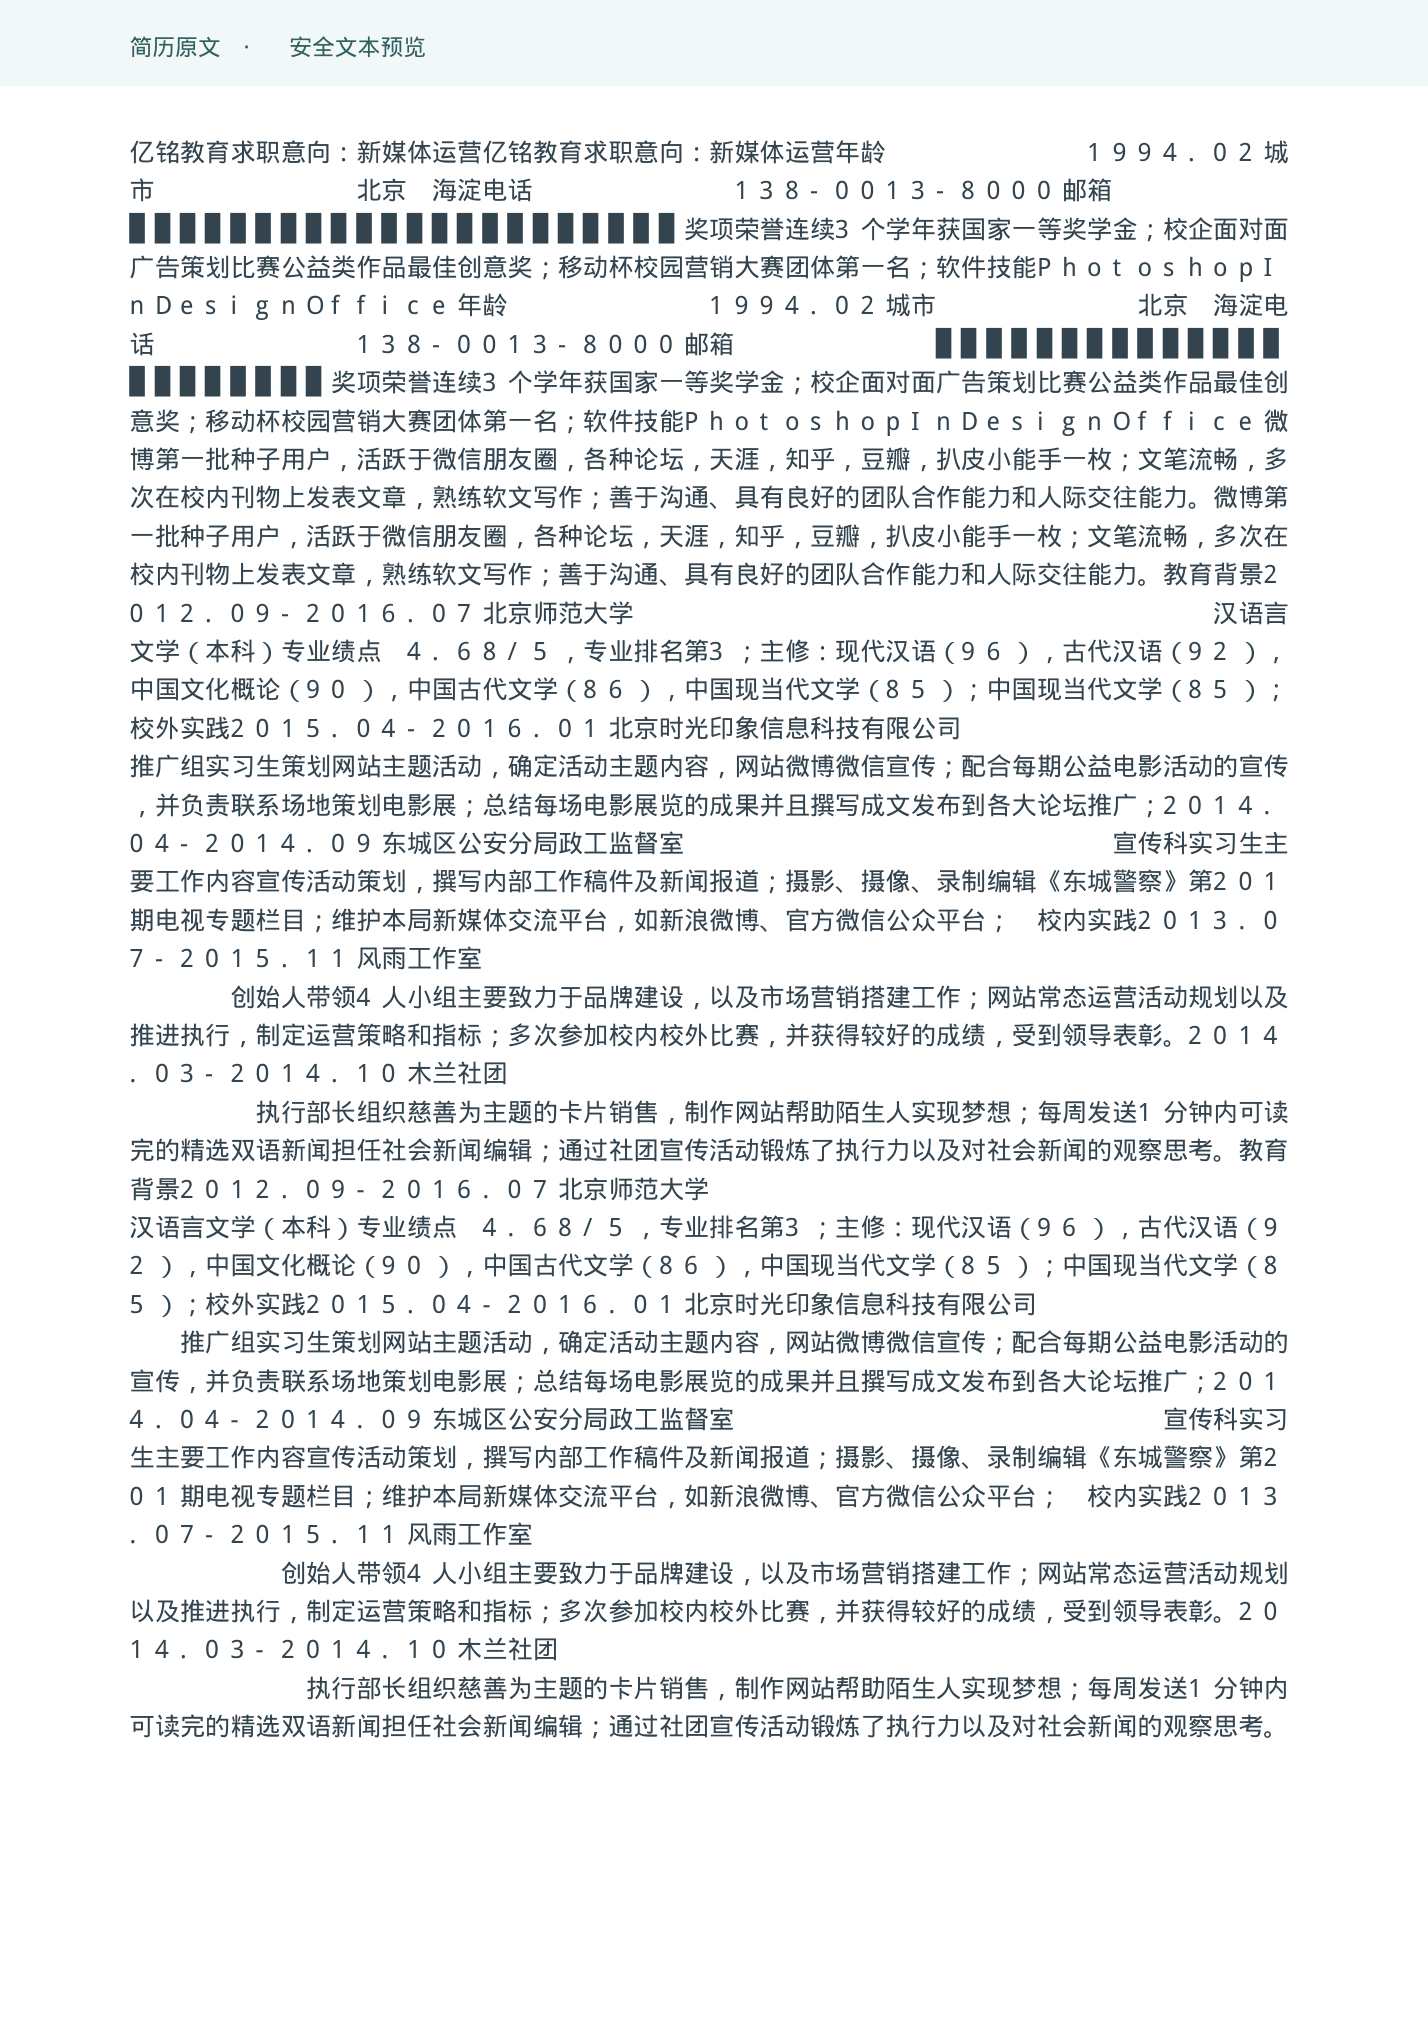 简历原文 · 安全文本预览
亿铭教育求职意向：新媒体运营亿铭教育求职意向：新媒体运营年龄 1994.02城
市 北京 海淀电话 138-0013-8000邮箱
██████████████████████奖项荣誉连续3个学年获国家一等奖学金；校企面对面
广告策划比赛公益类作品最佳创意奖；移动杯校园营销大赛团体第一名；软件技能PhotoshopI
nDesignOffice年龄 1994.02城市 北京 海淀电
话 138-0013-8000邮箱 ██████████████
████████奖项荣誉连续3个学年获国家一等奖学金；校企面对面广告策划比赛公益类作品最佳创
意奖；移动杯校园营销大赛团体第一名；软件技能PhotoshopInDesignOffice微
博第一批种子用户，活跃于微信朋友圈，各种论坛，天涯，知乎，豆瓣，扒皮小能手一枚；文笔流畅，多
次在校内刊物上发表文章，熟练软文写作；善于沟通、具有良好的团队合作能力和人际交往能力。微博第
一批种子用户，活跃于微信朋友圈，各种论坛，天涯，知乎，豆瓣，扒皮小能手一枚；文笔流畅，多次在
校内刊物上发表文章，熟练软文写作；善于沟通、具有良好的团队合作能力和人际交往能力。教育背景2
012.09-2016.07北京师范大学 汉语言
文学（本科）专业绩点 4.68/5，专业排名第3；主修：现代汉语（96），古代汉语（92），
中国文化概论（90），中国古代文学（86），中国现当代文学（85）；中国现当代文学（85）；
校外实践2015.04-2016.01北京时光印象信息科技有限公司
推广组实习生策划网站主题活动，确定活动主题内容，网站微博微信宣传；配合每期公益电影活动的宣传
，并负责联系场地策划电影展；总结每场电影展览的成果并且撰写成文发布到各大论坛推广；2014.
04-2014.09东城区公安分局政工监督室 宣传科实习生主
要工作内容宣传活动策划，撰写内部工作稿件及新闻报道；摄影、摄像、录制编辑《东城警察》第201
期电视专题栏目；维护本局新媒体交流平台，如新浪微博、官方微信公众平台； 校内实践2013.0
7-2015.11风雨工作室
创始人带领4人小组主要致力于品牌建设，以及市场营销搭建工作；网站常态运营活动规划以及
推进执行，制定运营策略和指标；多次参加校内校外比赛，并获得较好的成绩，受到领导表彰。2014
.03-2014.10木兰社团
执行部长组织慈善为主题的卡片销售，制作网站帮助陌生人实现梦想；每周发送1分钟内可读
完的精选双语新闻担任社会新闻编辑；通过社团宣传活动锻炼了执行力以及对社会新闻的观察思考。教育
背景2012.09-2016.07北京师范大学
汉语言文学（本科）专业绩点 4.68/5，专业排名第3；主修：现代汉语（96），古代汉语（9
2），中国文化概论（90），中国古代文学（86），中国现当代文学（85）；中国现当代文学（8
5）；校外实践2015.04-2016.01北京时光印象信息科技有限公司
推广组实习生策划网站主题活动，确定活动主题内容，网站微博微信宣传；配合每期公益电影活动的
宣传，并负责联系场地策划电影展；总结每场电影展览的成果并且撰写成文发布到各大论坛推广；201
4.04-2014.09东城区公安分局政工监督室 宣传科实习
生主要工作内容宣传活动策划，撰写内部工作稿件及新闻报道；摄影、摄像、录制编辑《东城警察》第2
01期电视专题栏目；维护本局新媒体交流平台，如新浪微博、官方微信公众平台； 校内实践2013
.07-2015.11风雨工作室
创始人带领4人小组主要致力于品牌建设，以及市场营销搭建工作；网站常态运营活动规划
以及推进执行，制定运营策略和指标；多次参加校内校外比赛，并获得较好的成绩，受到领导表彰。20
14.03-2014.10木兰社团
执行部长组织慈善为主题的卡片销售，制作网站帮助陌生人实现梦想；每周发送1分钟内
可读完的精选双语新闻担任社会新闻编辑；通过社团宣传活动锻炼了执行力以及对社会新闻的观察思考。